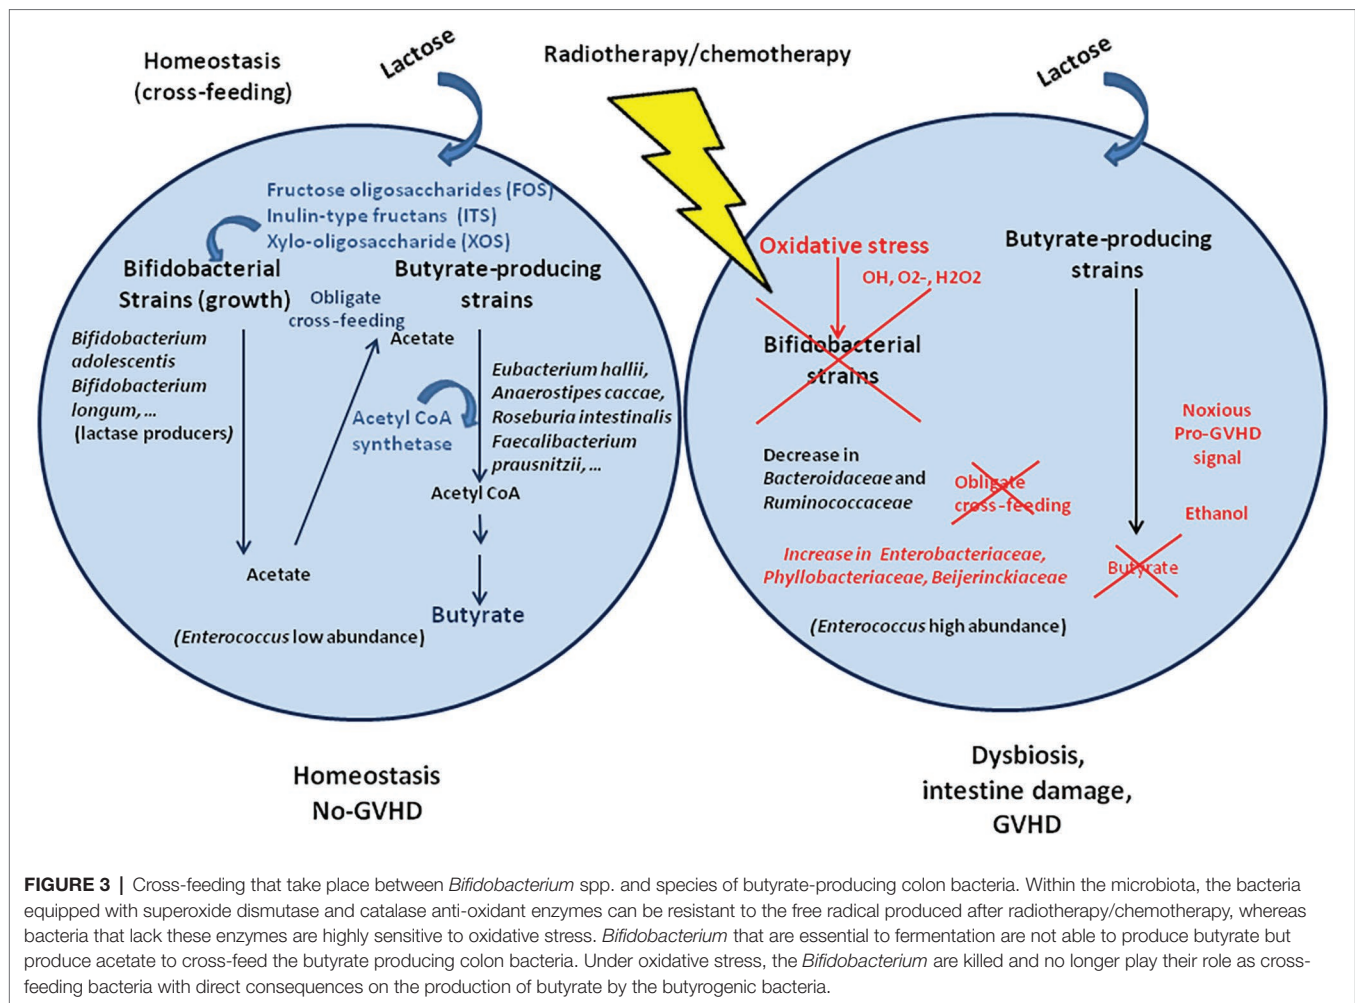 Homeostasis
(cross-feeding)
Lactose
Fructose oligosaccharides (FOS)
Inulin-type fructans (ITS)
Xylo-oligosaccharide (XOS)
Bifidobacterial
Strains (growth)
Butyrate-producing
strains
Obligate
cross-feeding
Acetate
Bifidobacterium
adolescentis
Bifidobacterium
longum, ...
(lactase producers)
Eubacterium hallii,
Anaerostipes caccae,
Roseburia intestinalis
Faecalibacterium
prausnitzii, ...
Acetyl CoA
synthetase
Acetyl CoA
Acetate
Butyrate
(Enterococcus low abundance)
Homeostasis
No-GVHD
Radiotherapy/chemotherapy
Lactose
Oxidative stress
OH, O2-, H2O2
Butyrate-producing
strains
Bifidobacterial
strains
Noxious
Pro-GVHD
signal
Decrease in
Bacteroidaceae and
Ruminococcaceae
Obligate
cross-feeding
Ethanol
Increase in Enterobacteriaceae,
Phyllobacteriaceae, Beijerinckiaceae
Butyrate
(Enterococcus high abundance)
Dysbiosis,
intestine damage,
GVHD
FIGURE 3 | Cross-feeding that take place between Bifidobacterium spp. and species of butyrate-producing colon bacteria. Within the microbiota, the bacteria
equipped with superoxide dismutase and catalase anti-oxidant enzymes can be resistant to the free radical produced after radiotherapy/chemotherapy, whereas
bacteria that lack these enzymes are highly sensitive to oxidative stress. Bifidobacterium that are essential to fermentation are not able to produce butyrate but
produce acetate to cross-feed the butyrate producing colon bacteria. Under oxidative stress, the Bifidobacterium are killed and no longer play their role as cross-
feeding bacteria with direct consequences on the production of butyrate by the butyrogenic bacteria.